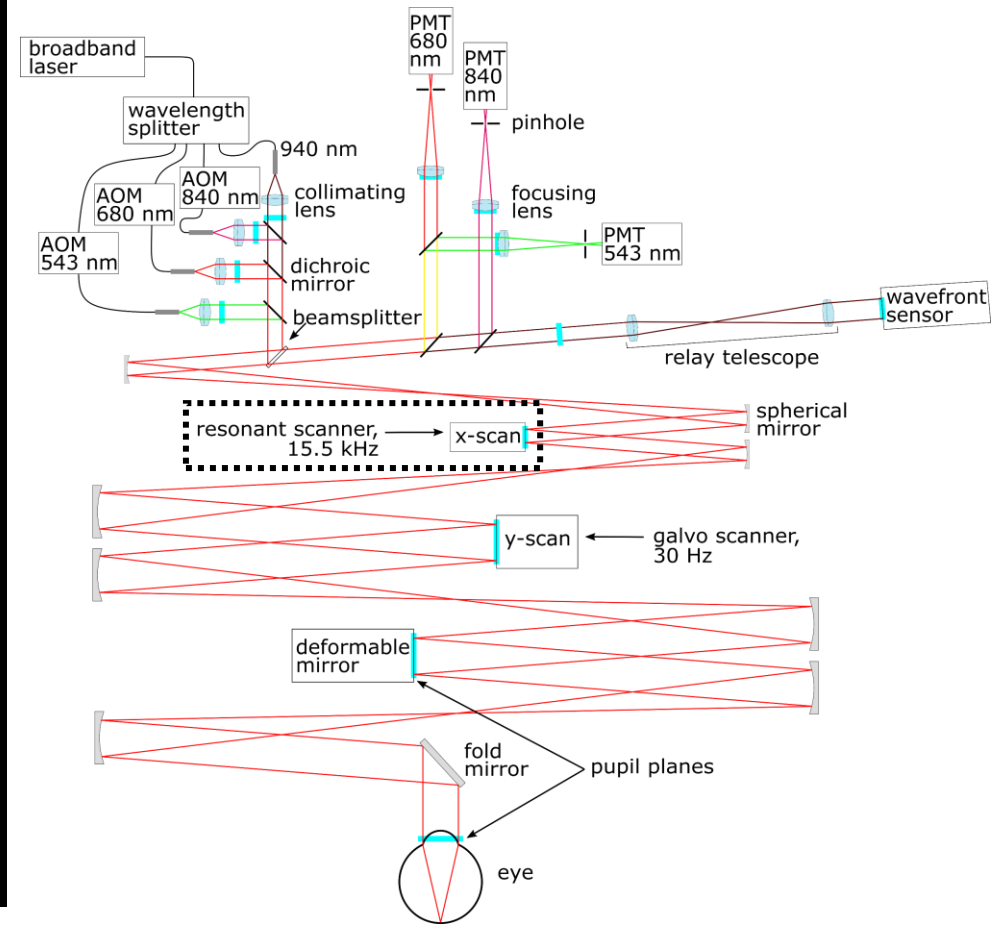 broadband
laser
wavelength
splitter
940 nm
AOM
840 nm
AOM
680 nm
AOM
543 nm
collimating
lens
dichroic
mirror
beamsplitter
PMT
680
nm
PMT
840
nm
pinhole
focusing
lens
PMT
543 nm
wavefront
sensor
relay telescope
spherical
mirror
resonant scanner,
15.5 kHz
x-scan
y-scan
galvo scanner,
30 Hz
deformable
mirror
fold
mirror
pupil planes
eye